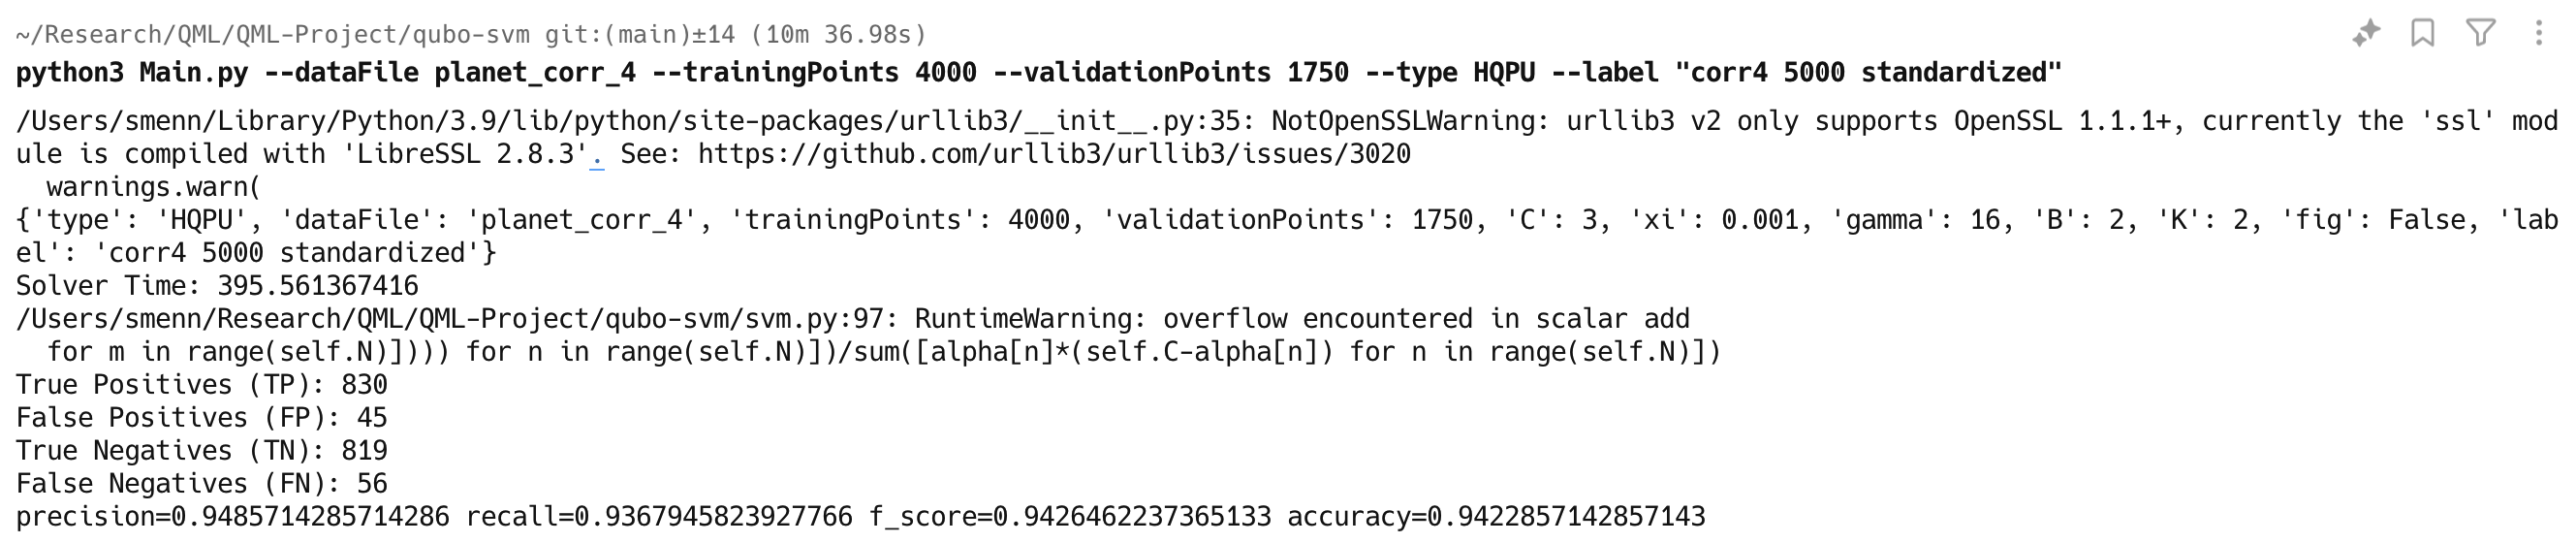 ~/Research/QML/QML-Project/qubo-svm git:(main)±14 (10m 36.98s)
python3 Main.py --dataFile planet_corr_4 --trainingPoints 4000 --validationPoints 1750 --type HQPU --label "corr4 5000 standardized"
/Users/smenn/Library/Python/3.9/lib/python/site-packages/urllib3/__init__.py:35: NotOpenSSLWarning: urllib3 v2 only supports OpenSSL 1.1.1+, currently the 'ssl' mod
ule is compiled with 'LibreSSL 2.8.3'. See: https://github.com/urllib3/urllib3/issues/3020
  warnings.warn(
{'type': 'HQPU', 'dataFile': 'planet_corr_4', 'trainingPoints': 4000, 'validationPoints': 1750, 'C': 3, 'xi': 0.001, 'gamma': 16, 'B': 2, 'K': 2, 'fig': False, 'lab
el': 'corr4 5000 standardized'}
Solver Time: 395.561367416
/Users/smenn/Research/QML/QML-Project/qubo-svm/svm.py:97: RuntimeWarning: overflow encountered in scalar add
  for m in range(self.N)]))) for n in range(self.N)])/sum([alpha[n]*(self.C-alpha[n]) for n in range(self.N)])
True Positives (TP): 830
False Positives (FP): 45
True Negatives (TN): 819
False Negatives (FN): 56
precision=0.9485714285714286 recall=0.9367945823927766 f_score=0.9426462237365133 accuracy=0.9422857142857143